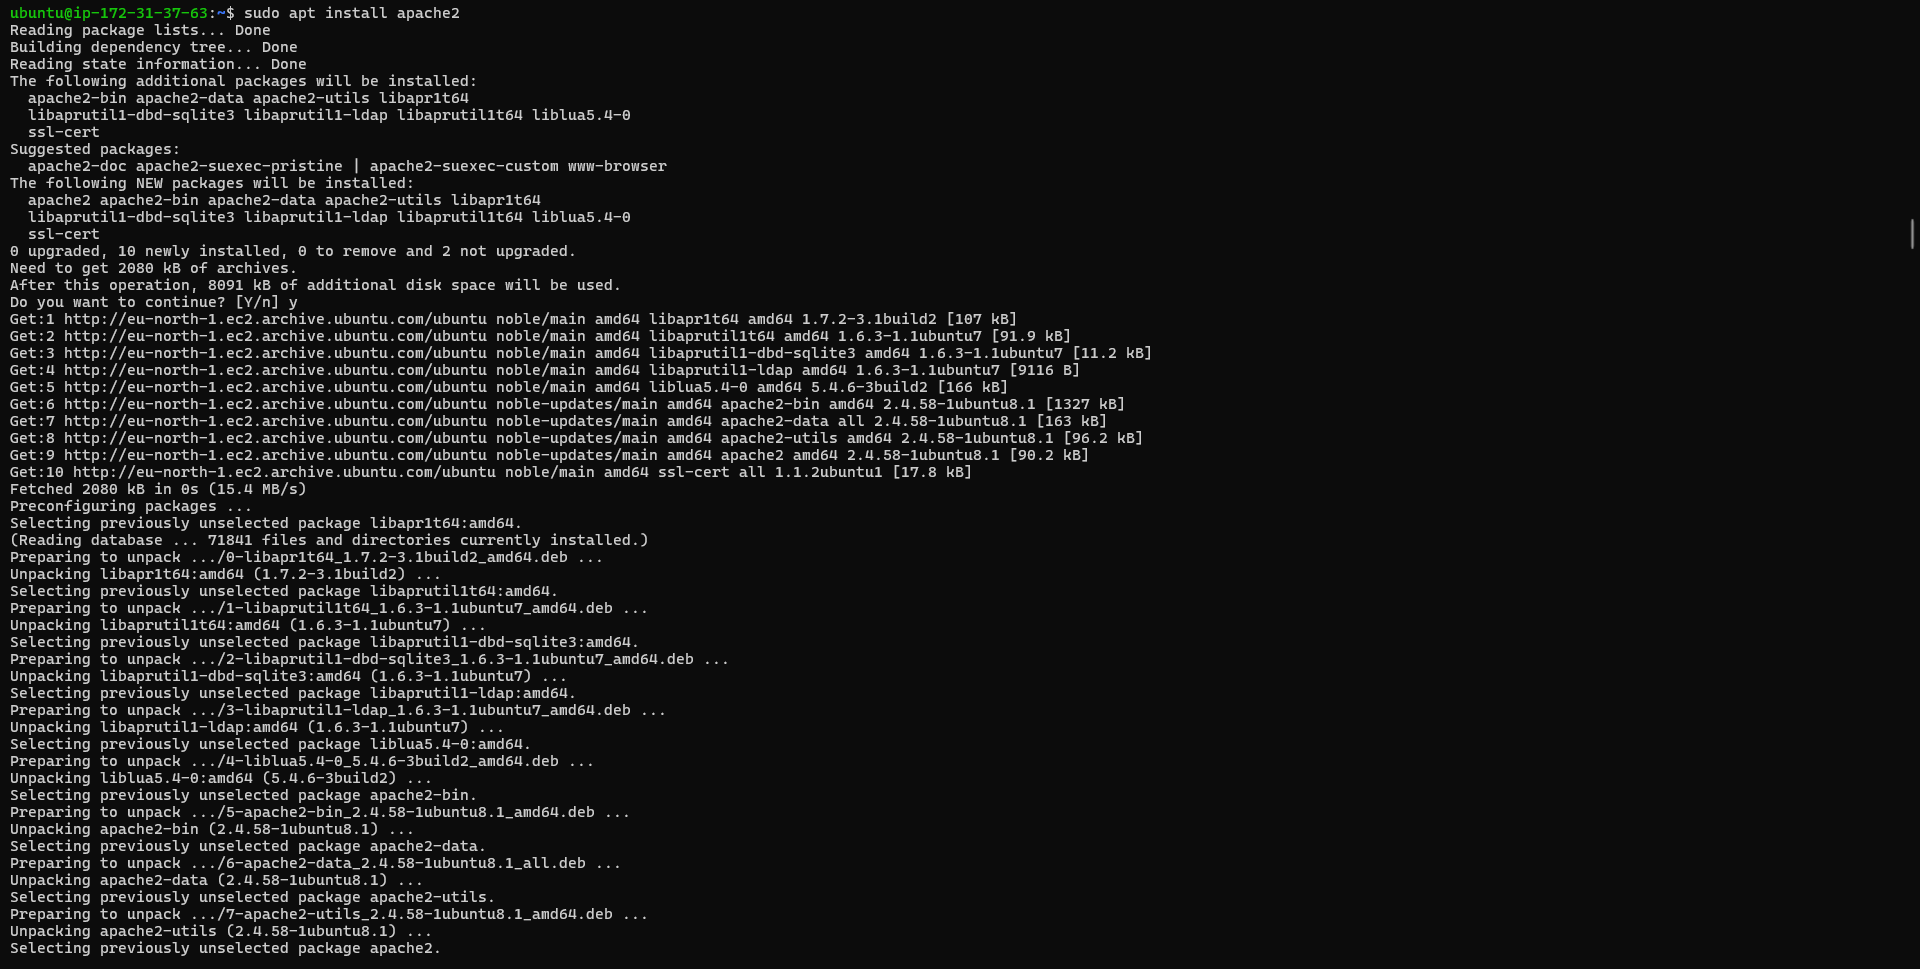 ubuntu@ip-172-31-37-63:~$ sudo apt install apache2
Reading package lists... Done
Building dependency tree... Done
Reading state information... Done
The following additional packages will be installed:
  apache2-bin apache2-data apache2-utils libapr1t64
  libaprutil1-dbd-sqlite3 libaprutil1-ldap libaprutil1t64 liblua5.4-0
  ssl-cert
Suggested packages:
  apache2-doc apache2-suexec-pristine | apache2-suexec-custom www-browser
The following NEW packages will be installed:
  apache2 apache2-bin apache2-data apache2-utils libapr1t64
  libaprutil1-dbd-sqlite3 libaprutil1-ldap libaprutil1t64 liblua5.4-0
  ssl-cert
0 upgraded, 10 newly installed, 0 to remove and 2 not upgraded.
Need to get 2080 kB of archives.
After this operation, 8091 kB of additional disk space will be used.
Do you want to continue? [Y/n] y
Get:1 http://eu-north-1.ec2.archive.ubuntu.com/ubuntu noble/main amd64 libapr1t64 amd64 1.7.2-3.1build2 [107 kB]
Get:2 http://eu-north-1.ec2.archive.ubuntu.com/ubuntu noble/main amd64 libaprutil1t64 amd64 1.6.3-1.1ubuntu7 [91.9 kB]
Get:3 http://eu-north-1.ec2.archive.ubuntu.com/ubuntu noble/main amd64 libaprutil1-dbd-sqlite3 amd64 1.6.3-1.1ubuntu7 [11.2 kB]
Get:4 http://eu-north-1.ec2.archive.ubuntu.com/ubuntu noble/main amd64 libaprutil1-ldap amd64 1.6.3-1.1ubuntu7 [9116 B]
Get:5 http://eu-north-1.ec2.archive.ubuntu.com/ubuntu noble/main amd64 liblua5.4-0 amd64 5.4.6-3build2 [166 kB]
Get:6 http://eu-north-1.ec2.archive.ubuntu.com/ubuntu noble-updates/main amd64 apache2-bin amd64 2.4.58-1ubuntu8.1 [1327 kB]
Get:7 http://eu-north-1.ec2.archive.ubuntu.com/ubuntu noble-updates/main amd64 apache2-data all 2.4.58-1ubuntu8.1 [163 kB]
Get:8 http://eu-north-1.ec2.archive.ubuntu.com/ubuntu noble-updates/main amd64 apache2-utils amd64 2.4.58-1ubuntu8.1 [96.2 kB]
Get:9 http://eu-north-1.ec2.archive.ubuntu.com/ubuntu noble-updates/main amd64 apache2 amd64 2.4.58-1ubuntu8.1 [90.2 kB]
Get:10 http://eu-north-1.ec2.archive.ubuntu.com/ubuntu noble/main amd64 ssl-cert all 1.1.2ubuntu1 [17.8 kB]
Fetched 2080 kB in 0s (15.4 MB/s)
Preconfiguring packages ...
Selecting previously unselected package libapr1t64:amd64.
(Reading database ... 71841 files and directories currently installed.)
Preparing to unpack .../0-libapr1t64_1.7.2-3.1build2_amd64.deb ...
Unpacking libapr1t64:amd64 (1.7.2-3.1build2) ...
Selecting previously unselected package libaprutil1t64:amd64.
Preparing to unpack .../1-libaprutil1t64_1.6.3-1.1ubuntu7_amd64.deb ...
Unpacking libaprutil1t64:amd64 (1.6.3-1.1ubuntu7) ...
Selecting previously unselected package libaprutil1-dbd-sqlite3:amd64.
Preparing to unpack .../2-libaprutil1-dbd-sqlite3_1.6.3-1.1ubuntu7_amd64.deb ...
Unpacking libaprutil1-dbd-sqlite3:amd64 (1.6.3-1.1ubuntu7) ...
Selecting previously unselected package libaprutil1-ldap:amd64.
Preparing to unpack .../3-libaprutil1-ldap_1.6.3-1.1ubuntu7_amd64.deb ...
Unpacking libaprutil1-ldap:amd64 (1.6.3-1.1ubuntu7) ...
Selecting previously unselected package liblua5.4-0:amd64.
Preparing to unpack .../4-liblua5.4-0_5.4.6-3build2_amd64.deb ...
Unpacking liblua5.4-0:amd64 (5.4.6-3build2) ...
Selecting previously unselected package apache2-bin.
Preparing to unpack .../5-apache2-bin_2.4.58-1ubuntu8.1_amd64.deb ...
Unpacking apache2-bin (2.4.58-1ubuntu8.1) ...
Selecting previously unselected package apache2-data.
Preparing to unpack .../6-apache2-data_2.4.58-1ubuntu8.1_all.deb ...
Unpacking apache2-data (2.4.58-1ubuntu8.1) ...
Selecting previously unselected package apache2-utils.
Preparing to unpack .../7-apache2-utils_2.4.58-1ubuntu8.1_amd64.deb ...
Unpacking apache2-utils (2.4.58-1ubuntu8.1) ...
Selecting previously unselected package apache2.